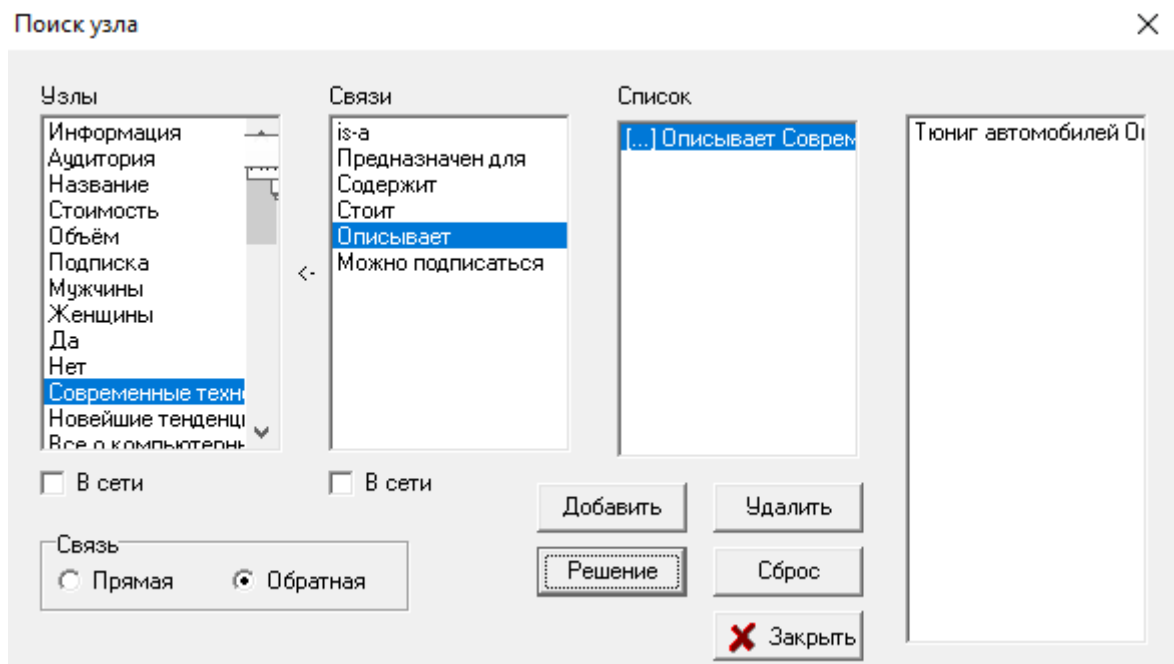 Поиск узла
Узлы
Информация
Аудитория
Название
Стоимость
Объём
Подписка
Мужчины
Женщины
Да
Нет
Современные техн
Новейшие тенденц
Все о компьютерны
В сети
Связи
is-a
Предназначен для
Содержит
Стоит
Описывает
Можно подписаться
В сети
<-
Список
[...] Описывает Соврем
Тюниг автомобилей О
Связь
Прямая
Обратная
Добавить
Удалить
Решение
Сброс
Закрыть